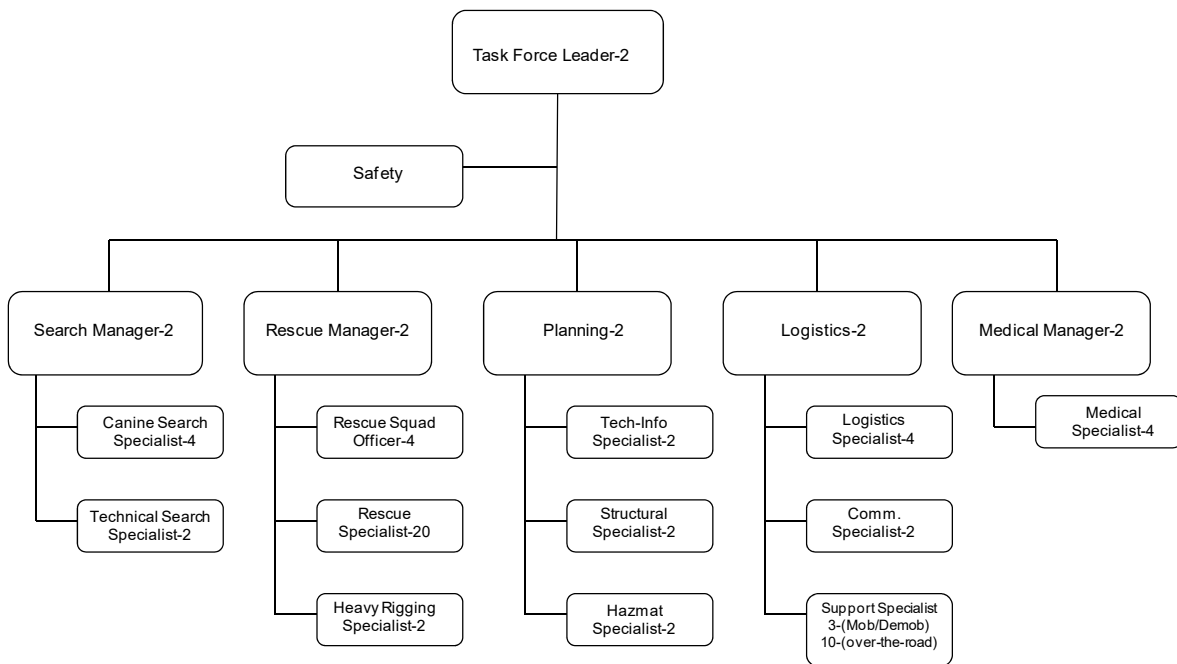 Task Force Leader-2
Safety
Search Manager-2
Rescue Manager-2
Planning-2
Logistics-2
Medical Manager-2
Canine Search
Specialist-4
Rescue Squad
Officer-4
Tech-Info
Specialist-2
Logistics
Specialist-4
Medical
Specialist-4
Technical Search
Specialist-2
Rescue
Specialist-20
Structural
Specialist-2
Comm.
Specialist-2
Heavy Rigging
Specialist-2
Hazmat
Specialist-2
Support Specialist
3-(Mob/Demob)
10-(over-the-road)